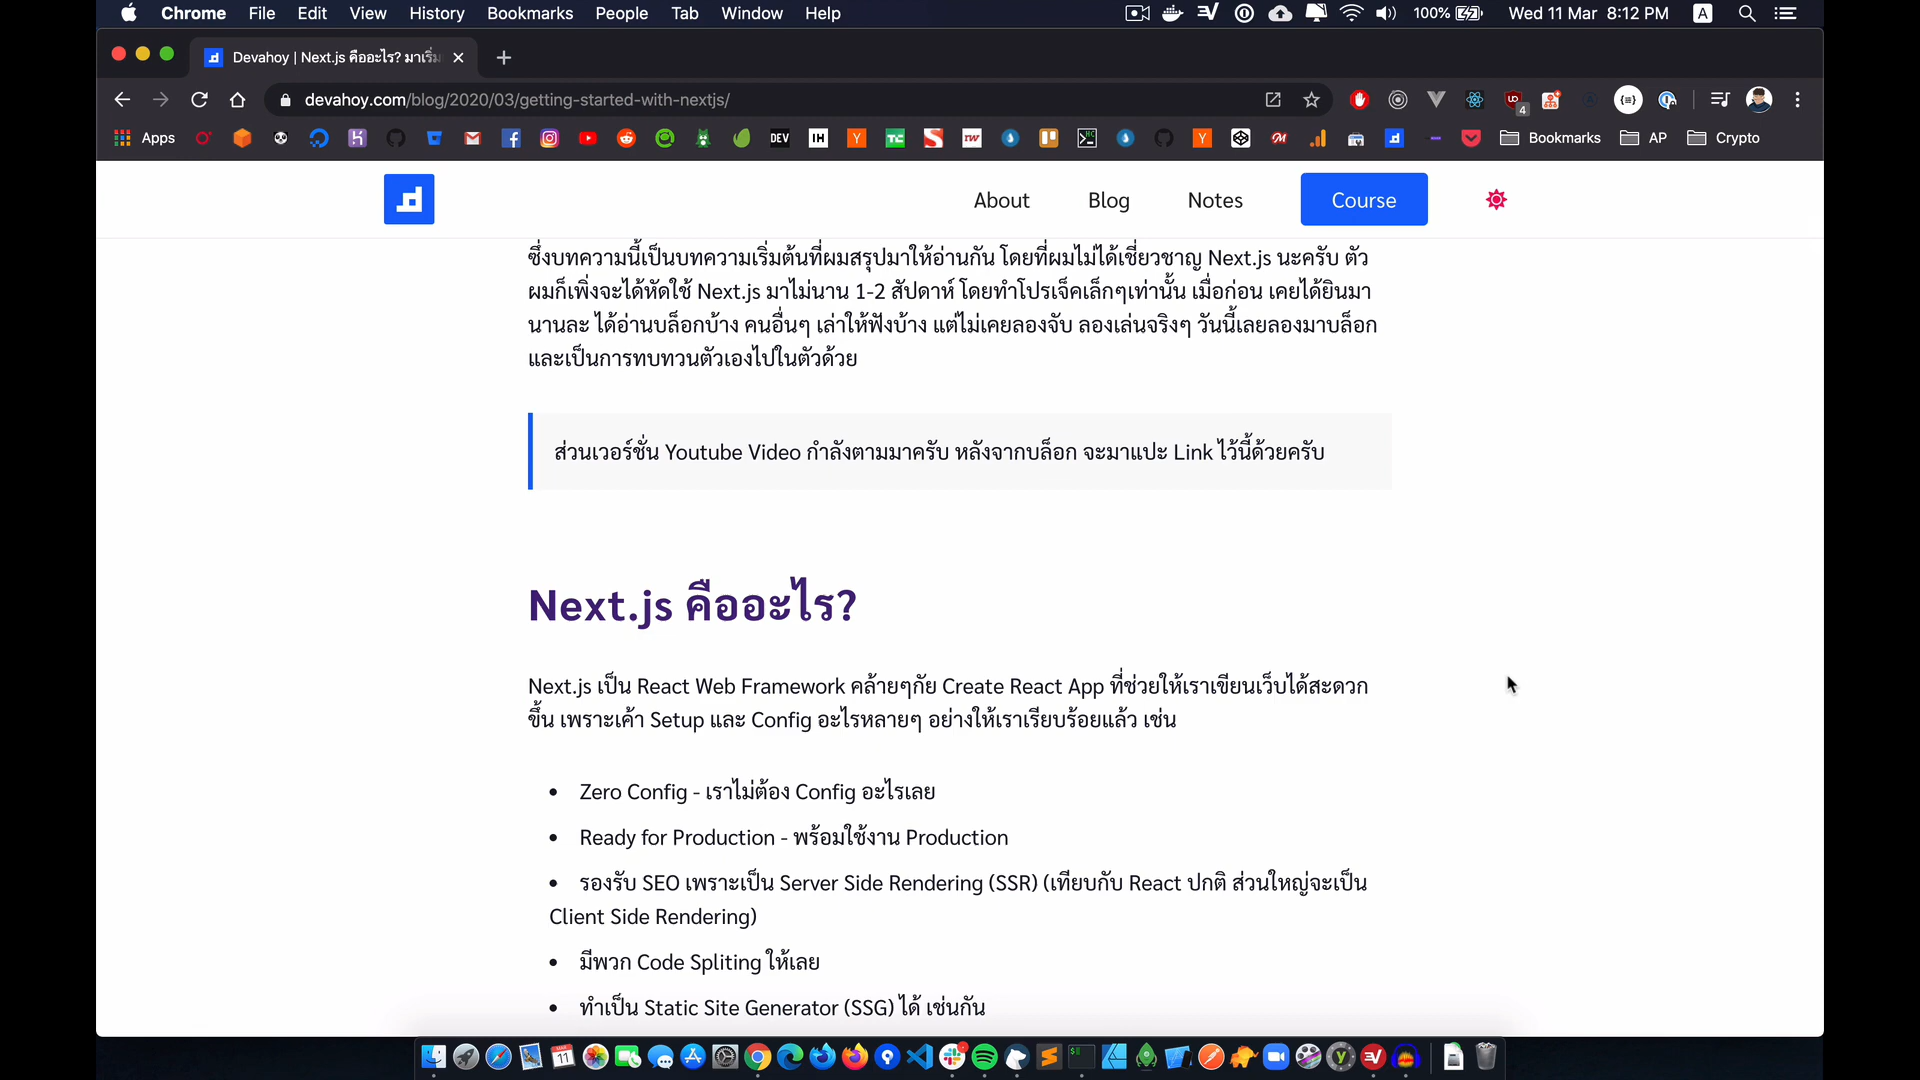 Chrome File Edit View History Bookmarks People Tab Window Help 100% Wed 11 Mar 8:12 PM A
Devahoy | Next.js คืออะไร? มาเริ่ม
devahoy.com/blog/2020/03/getting-started-with-nextjs/
Apps DEV IH Bookmarks AP Crypto
About Blog Notes Course
ซึ่งบทความนี้เป็นบทความเริ่มต้นที่ผมสรุปมาให้อ่านกัน โดยที่ผมไม่ได้เชี่ยวชาญ Next.js นะครับ ตัว
ผมก็เพิ่งจะได้หัดใช้ Next.js มาไม่นาน 1-2 สัปดาห์ โดยทำโปรเจ็คเล็กๆเท่านั้น เมื่อก่อน เคยได้ยินมา
นานละ ได้อ่านบล็อกบ้าง คนอื่นๆ เล่าให้ฟังบ้าง แต่ไม่เคยลองจับ ลองเล่นจริงๆ วันนี้เลยลองมาบล็อก
และเป็นการทบทวนตัวเองไปในตัวด้วย
ส่วนเวอร์ชั่น Youtube Video กำลังตามมาครับ หลังจากบล็อก จะมาแปะ Link ไว้นี้ด้วยครับ
Next.js คืออะไร?
Next.js เป็น React Web Framework คล้ายๆกัย Create React App ที่ช่วยให้เราเขียนเว็บได้สะดวก
ขึ้น เพราะเค้า Setup และ Config อะไรหลายๆ อย่างให้เราเรียบร้อยแล้ว เช่น
• Zero Config - เราไม่ต้อง Config อะไรเลย
• Ready for Production - พร้อมใช้งาน Production
• รองรับ SEO เพราะเป็น Server Side Rendering (SSR) (เทียบกับ React ปกติ ส่วนใหญ่จะเป็น
Client Side Rendering)
• มีพวก Code Spliting ให้เลย
• ทำเป็น Static Site Generator (SSG) ได้ เช่นกัน